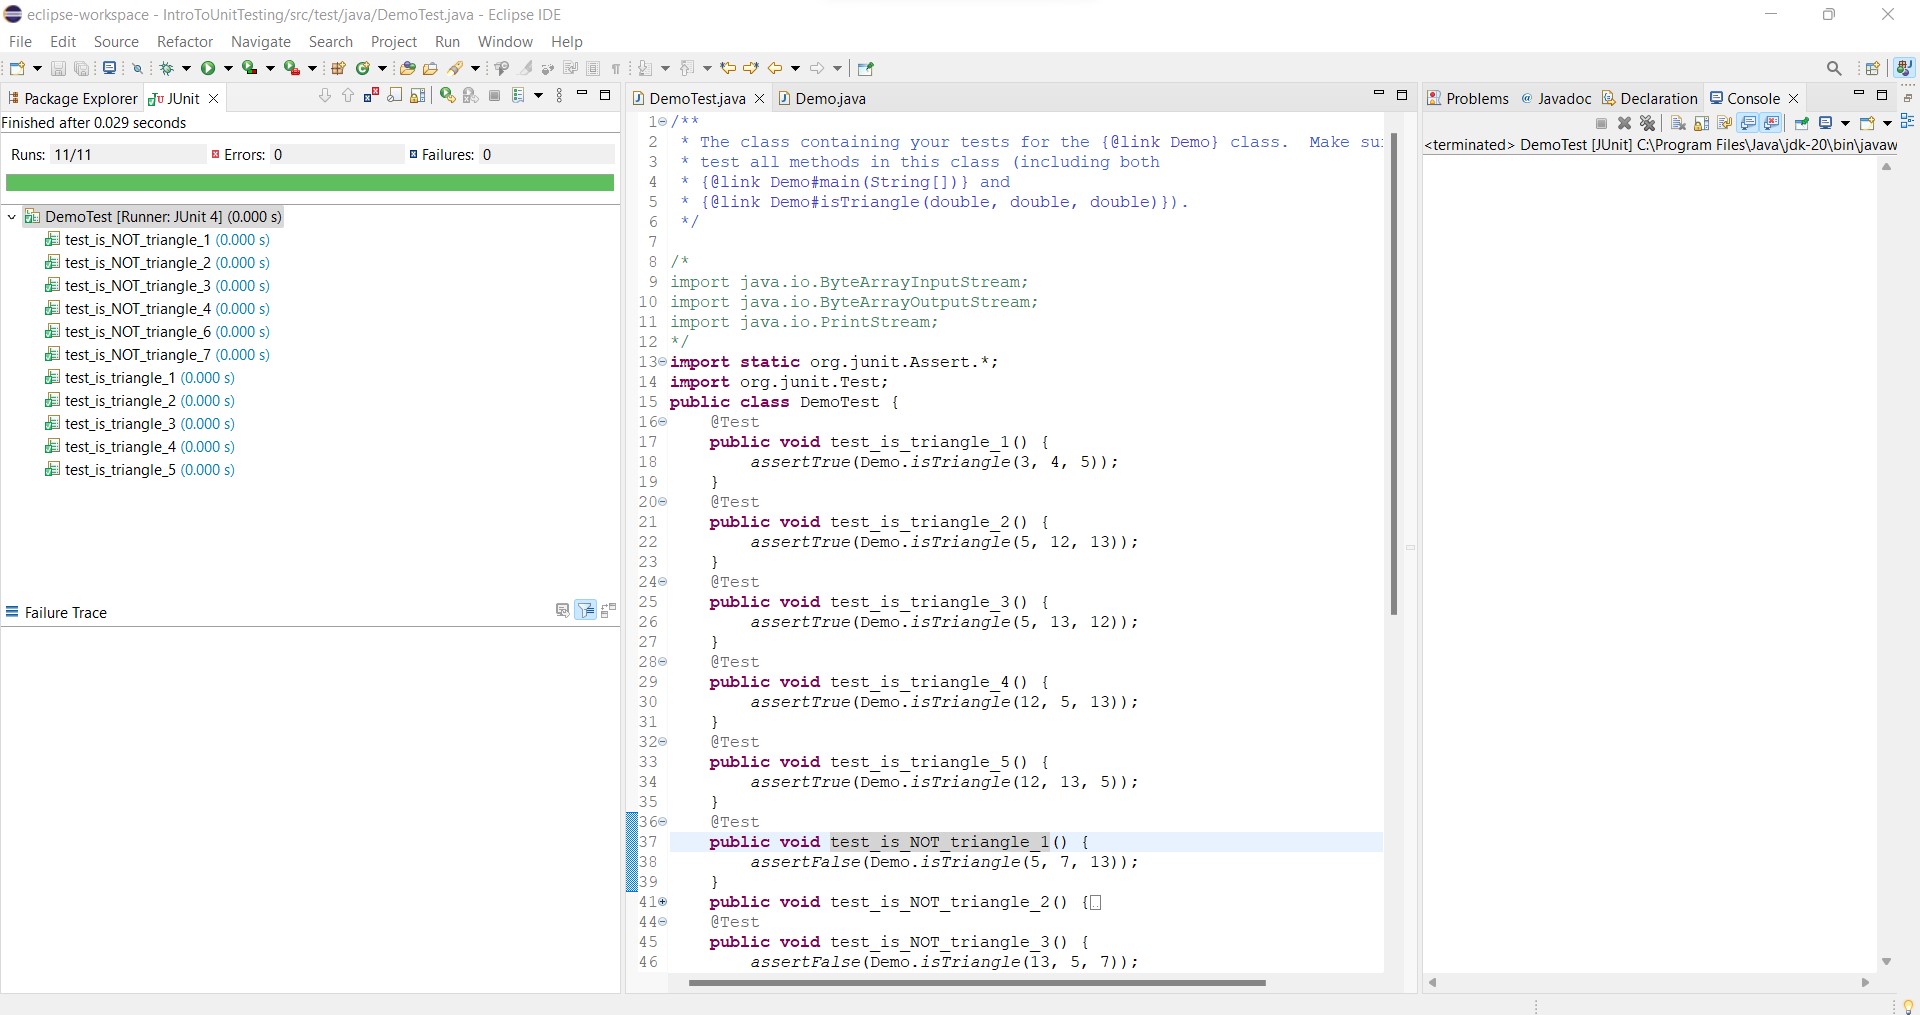 eclipse-workspace - IntroToUnitTesting/src/test/java/DemoTest.java - Eclipse IDE
File Edit Source Refactor Navigate Search Project Run Window Help
Package Explorer JUnit
Finished after 0.029 seconds
Runs: 11/11 Errors: 0 Failures: 0
DemoTest [Runner: JUnit 4] (0.000 s)
test_is_NOT_triangle_1 (0.000 s)
test_is_NOT_triangle_2 (0.000 s)
test_is_NOT_triangle_3 (0.000 s)
test_is_NOT_triangle_4 (0.000 s)
test_is_NOT_triangle_6 (0.000 s)
test_is_NOT_triangle_7 (0.000 s)
test_is_triangle_1 (0.000 s)
test_is_triangle_2 (0.000 s)
test_is_triangle_3 (0.000 s)
test_is_triangle_4 (0.000 s)
test_is_triangle_5 (0.000 s)
Failure Trace
DemoTest.java Demo.java
1 /**
2 * The class containing your tests for the {@link Demo} class. Make su
3 * test all methods in this class (including both
4 * {@link Demo#main(String[])} and
5 * {@link Demo#isTriangle(double, double, double)}).
6 */
7
8 /*
9 import java.io.ByteArrayInputStream;
10 import java.io.ByteArrayOutputStream;
11 import java.io.PrintStream;
12 */
13 import static org.junit.Assert.*;
14 import org.junit.Test;
15 public class DemoTest {
16 @Test
17 public void test_is_triangle_1() {
18 assertTrue(Demo.isTriangle(3, 4, 5));
19 }
20 @Test
21 public void test_is_triangle_2() {
22 assertTrue(Demo.isTriangle(5, 12, 13));
23 }
24 @Test
25 public void test_is_triangle_3() {
26 assertTrue(Demo.isTriangle(5, 13, 12));
27 }
28 @Test
29 public void test_is_triangle_4() {
30 assertTrue(Demo.isTriangle(12, 5, 13));
31 }
32 @Test
33 public void test_is_triangle_5() {
34 assertTrue(Demo.isTriangle(12, 13, 5));
35 }
36 @Test
37 public void test_is_NOT_triangle_1() {
38 assertFalse(Demo.isTriangle(5, 7, 13));
39 }
41 public void test_is_NOT_triangle_2() {
44 @Test
45 public void test_is_NOT_triangle_3() {
46 assertFalse(Demo.isTriangle(13, 5, 7));
Problems Javadoc Declaration Console
<terminated> DemoTest [JUnit] C:\Program Files\Java\jdk-20\bin\javaw